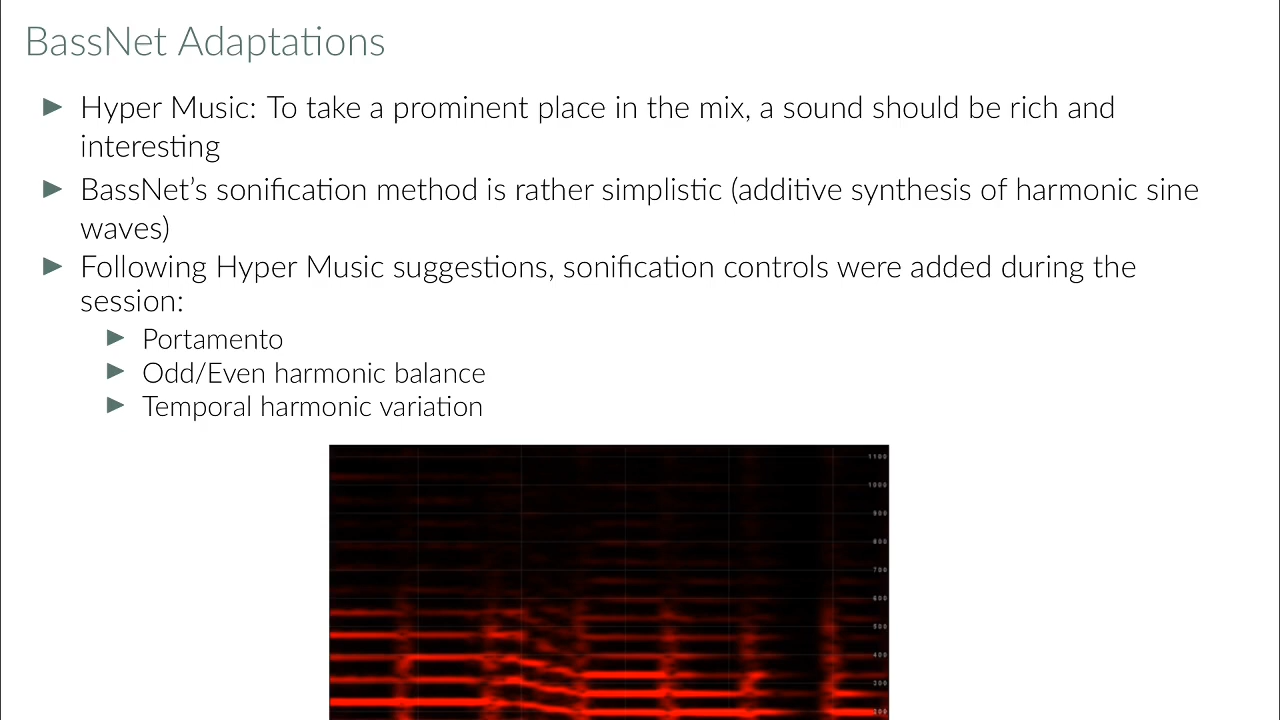 BassNet Adaptations
Hyper Music: To take a prominent place in the mix, a sound should be rich and
interesting
BassNet’s sonification method is rather simplistic (additive synthesis of harmonic sine
waves)
Following Hyper Music suggestions, sonification controls were added during the
session:
Portamento
Odd/Even harmonic balance
Temporal harmonic variation
1100
1000
900
800
700
600
500
400
300
200